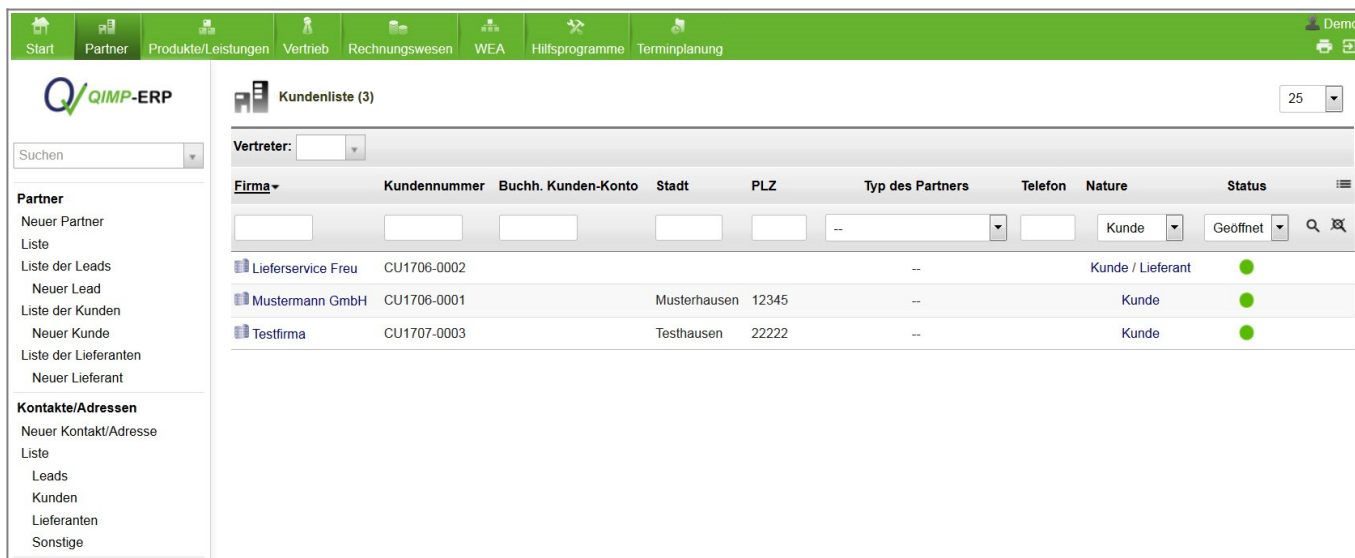 Start Partner Produkte/Leistungen Vertrieb Rechnungswesen WEA Hilfsprogramme Terminplanung Demo
QIMP-ERP
Kundenliste (3) 25
Suchen
Vertreter:
Firma Kundennummer Buchh. Kunden-Konto Stadt PLZ Typ des Partners Telefon Nature Status
-- Kunde Geöffnet
Lieferservice Freu CU1706-0002 -- Kunde / Lieferant
Mustermann GmbH CU1706-0001 Musterhausen 12345 -- Kunde
Testfirma CU1707-0003 Testhausen 22222 -- Kunde
Partner
Neuer Partner
Liste
Liste der Leads
Neuer Lead
Liste der Kunden
Neuer Kunde
Liste der Lieferanten
Neuer Lieferant
Kontakte/Adressen
Neuer Kontakt/Adresse
Liste
Leads
Kunden
Lieferanten
Sonstige